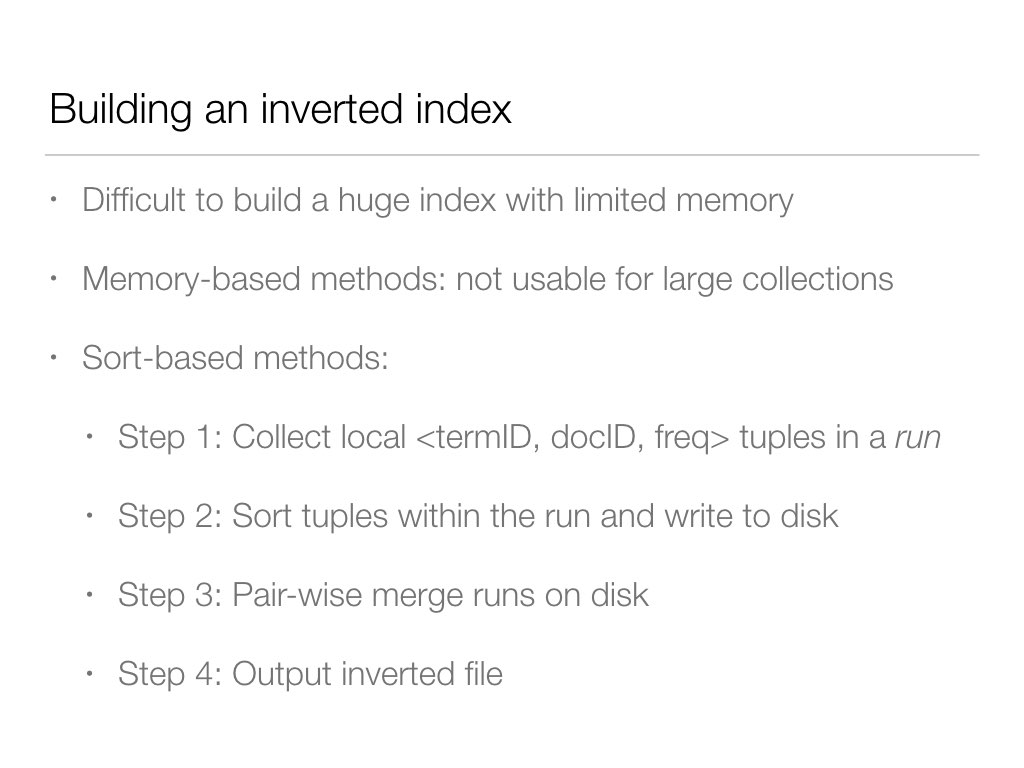 Building an inverted index
• Difficult to build a huge index with limited memory
• Memory-based methods: not usable for large collections
• Sort-based methods:
• Step 1: Collect local <termID, docID, freq> tuples in a run
• Step 2: Sort tuples within the run and write to disk
• Step 3: Pair-wise merge runs on disk
• Step 4: Output inverted file